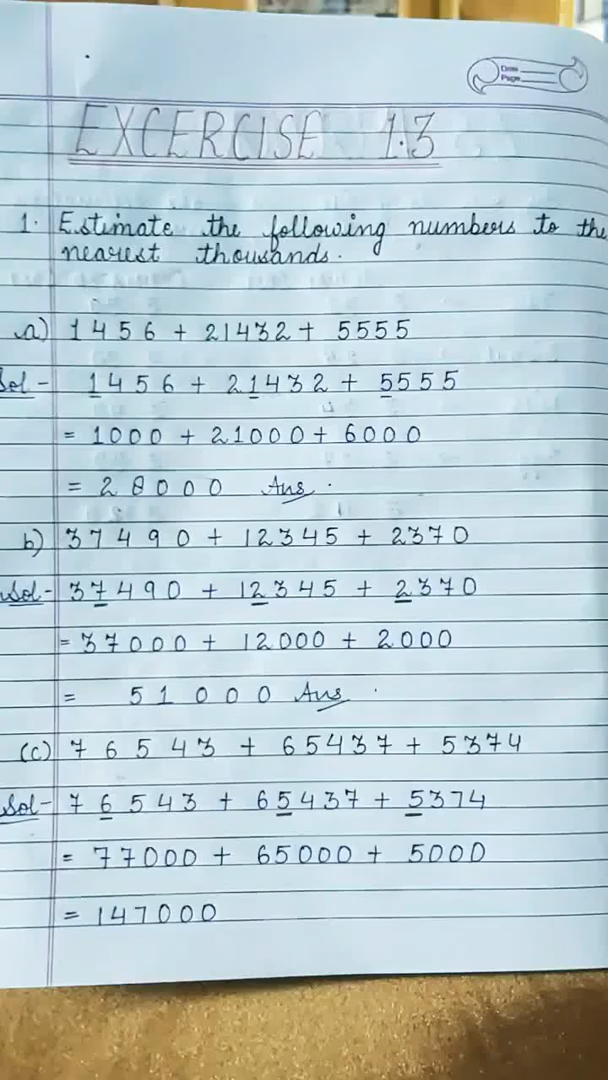 Date
Page
EXCERCISE 1.3
1. Estimate the following numbers to the
nearest thousands.
a) 1456 + 21432 + 5555
Sol - 1456 + 21432 + 5555
= 1000 + 21000 + 6000
= 28000 Ans.
b) 37490 + 12345 + 2370
Sol - 37490 + 12345 + 2370
= 37000 + 12000 + 2000
= 51000 Ans.
(c) 76543 + 65437 + 5374
Sol - 76543 + 65437 + 5374
= 77000 + 65000 + 5000
= 147000